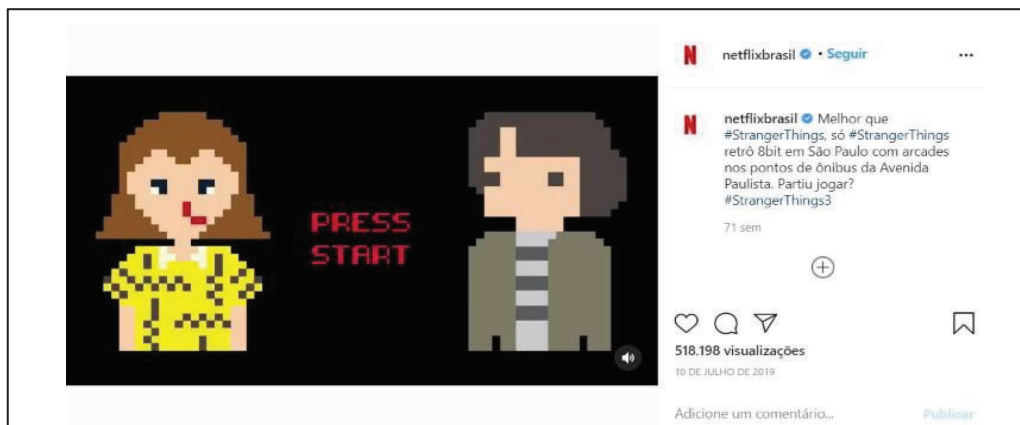 PRESS
START
N netflixbrasil • Seguir ...
N netflixbrasil Melhor que
#StrangerThings, só #StrangerThings
retrô 8bit em São Paulo com arcades
nos pontos de ônibus da Avenida
Paulista. Partiu jogar?
#StrangerThings3
71 sem
518.198 visualizações
10 DE JULHO DE 2019
Adicione um comentário... Publicar